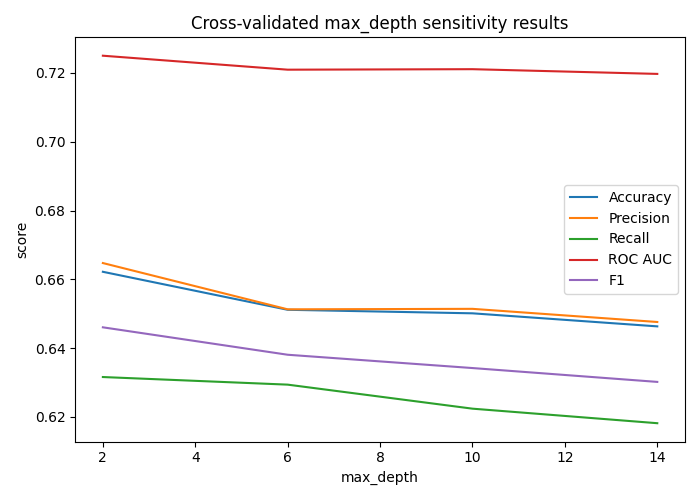 Cross-validated max_depth sensitivity results
score
0.72
0.70
0.68
0.66
0.64
0.62
Accuracy
Precision
Recall
ROC AUC
F1
2 4 6 8 10 12 14
max_depth